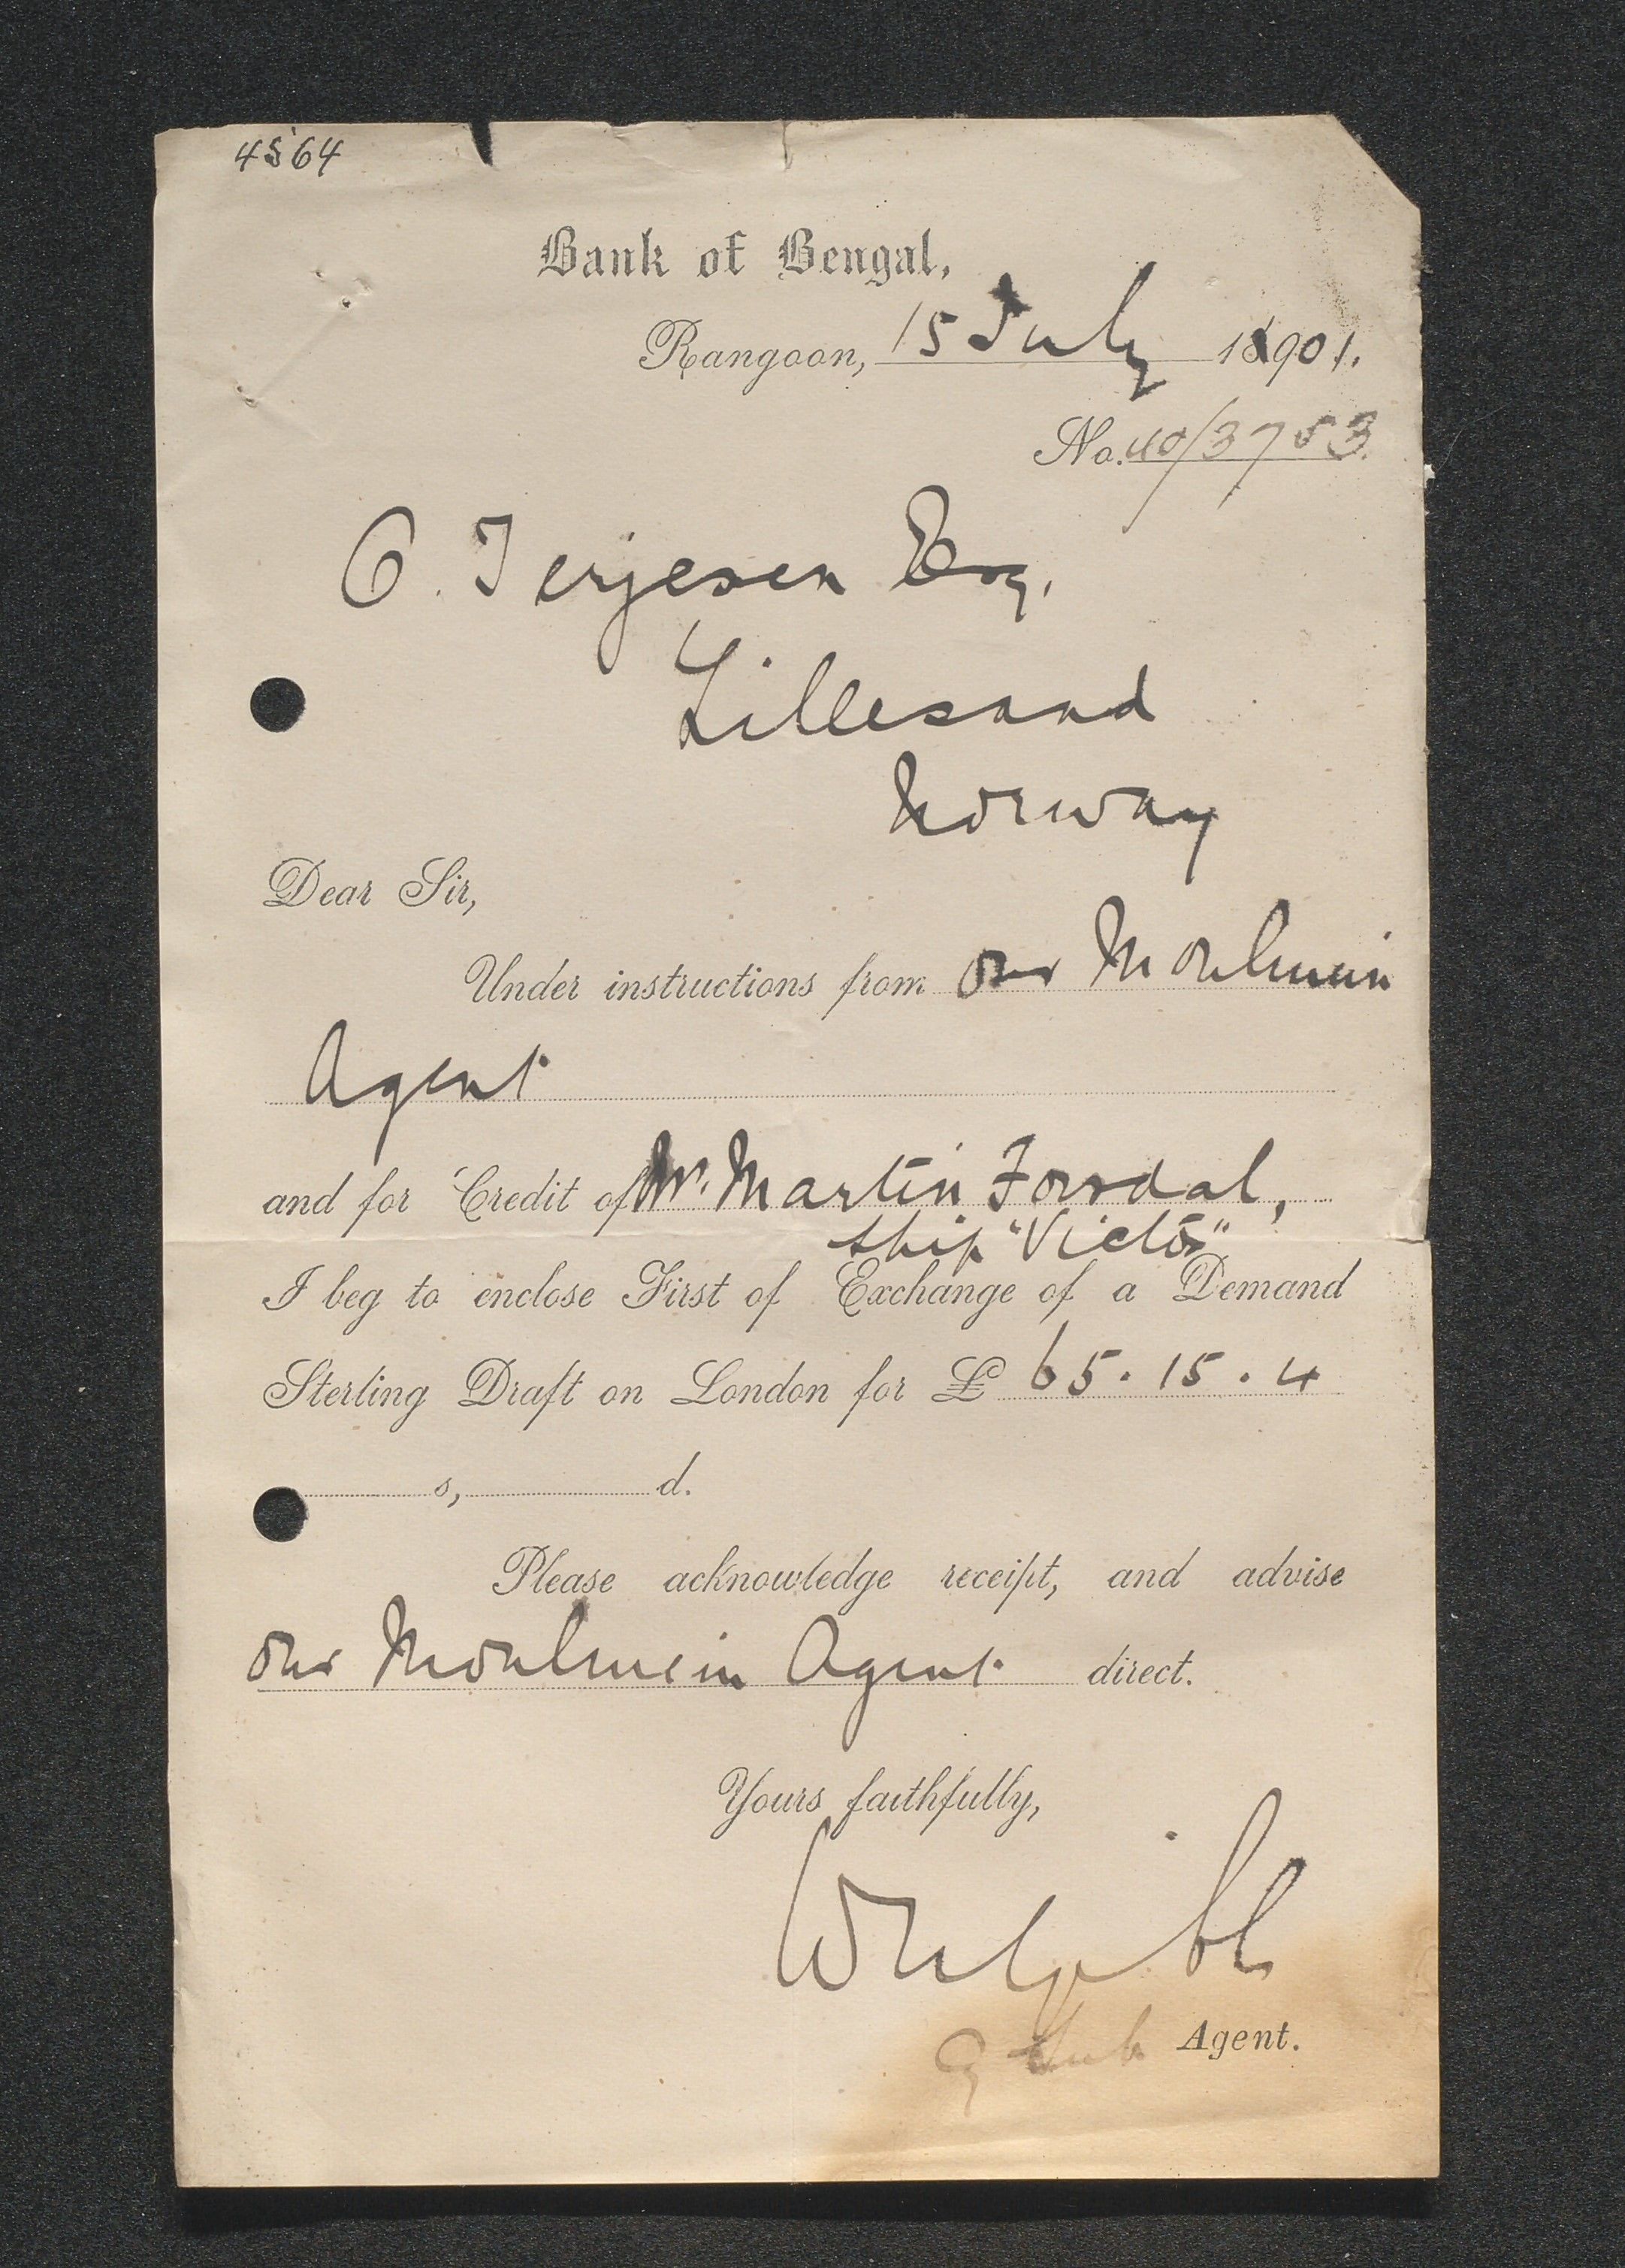 4564
Bank of Bengal,
Rangoon, 15 July 1901.
No. 40/3753.
O. Terjesen Esq.
Lillesand
Norway
Dear Sir,
Under instructions from our Moulmein
Agent
and for Credit of Mr. Martin Fossdal,
ship "Victor"
I beg to enclose First of Exchange of a Demand
Sterling Draft on London for £ 65.15.4
s, d.
Please acknowledge receipt, and advise
our Moulmein Agent direct.
Yours faithfully,
Agent.